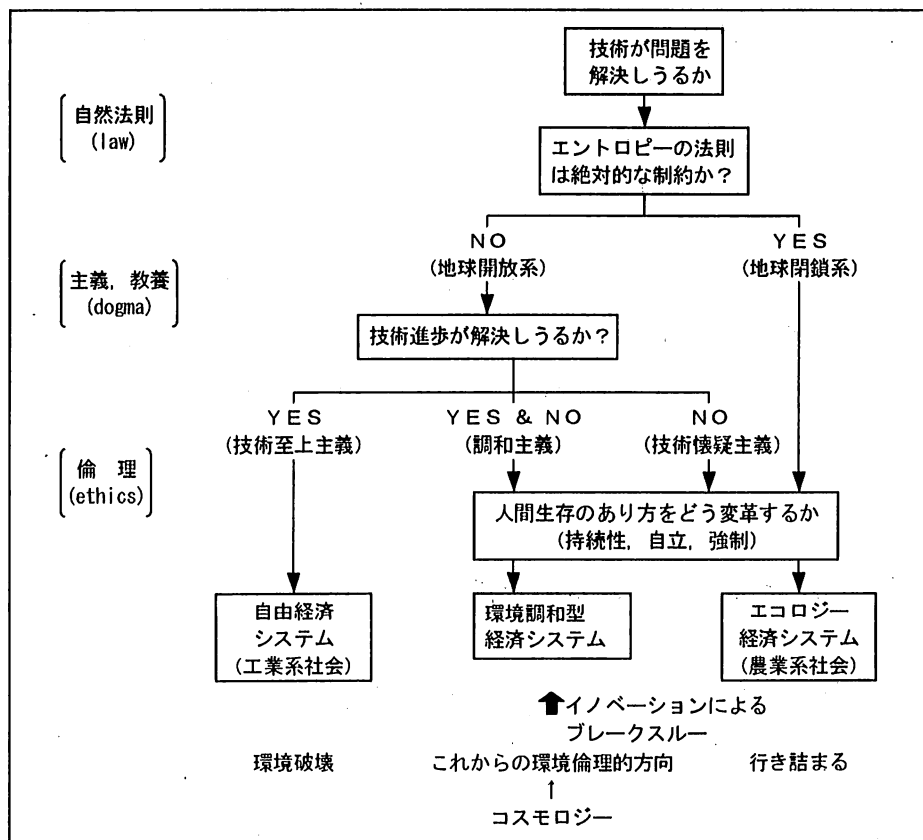 技術が問題を
解決しうるか
自然法則
(law)
エントロピーの法則
は絶対的な制約か？
NO
(地球開放系)
YES
(地球閉鎖系)
主義，教養
(dogma)
技術進歩が解決しうるか？
YES
(技術至上主義)
YES & NO
(調和主義)
NO
(技術懐疑主義)
倫 理
(ethics)
人間生存のあり方をどう変革するか
(持続性，自立，強制)
自由経済
システム
(工業系社会)
環境調和型
経済システム
エコロジー
経済システム
(農業系社会)
イノベーションによる
ブレークスルー
環境破壊
これからの環境倫理的方向
行き詰まる
コスモロジー